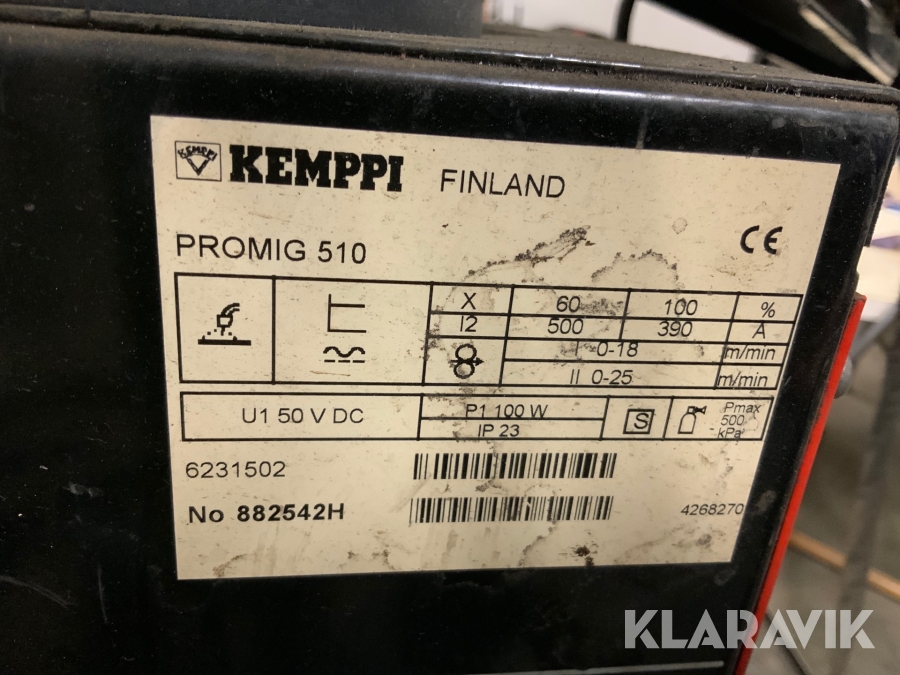 KEMPPI
KEMPPI FINLAND
PROMIG 510
CE
X 60 100 %
I2 500 390 A
I 0-18 m/min
II 0-25 m/min
U1 50 V DC
P1 100 W
IP 23
S
Pmax
500
kPa
6231502
No 882542H
4268270
KLARAVIK